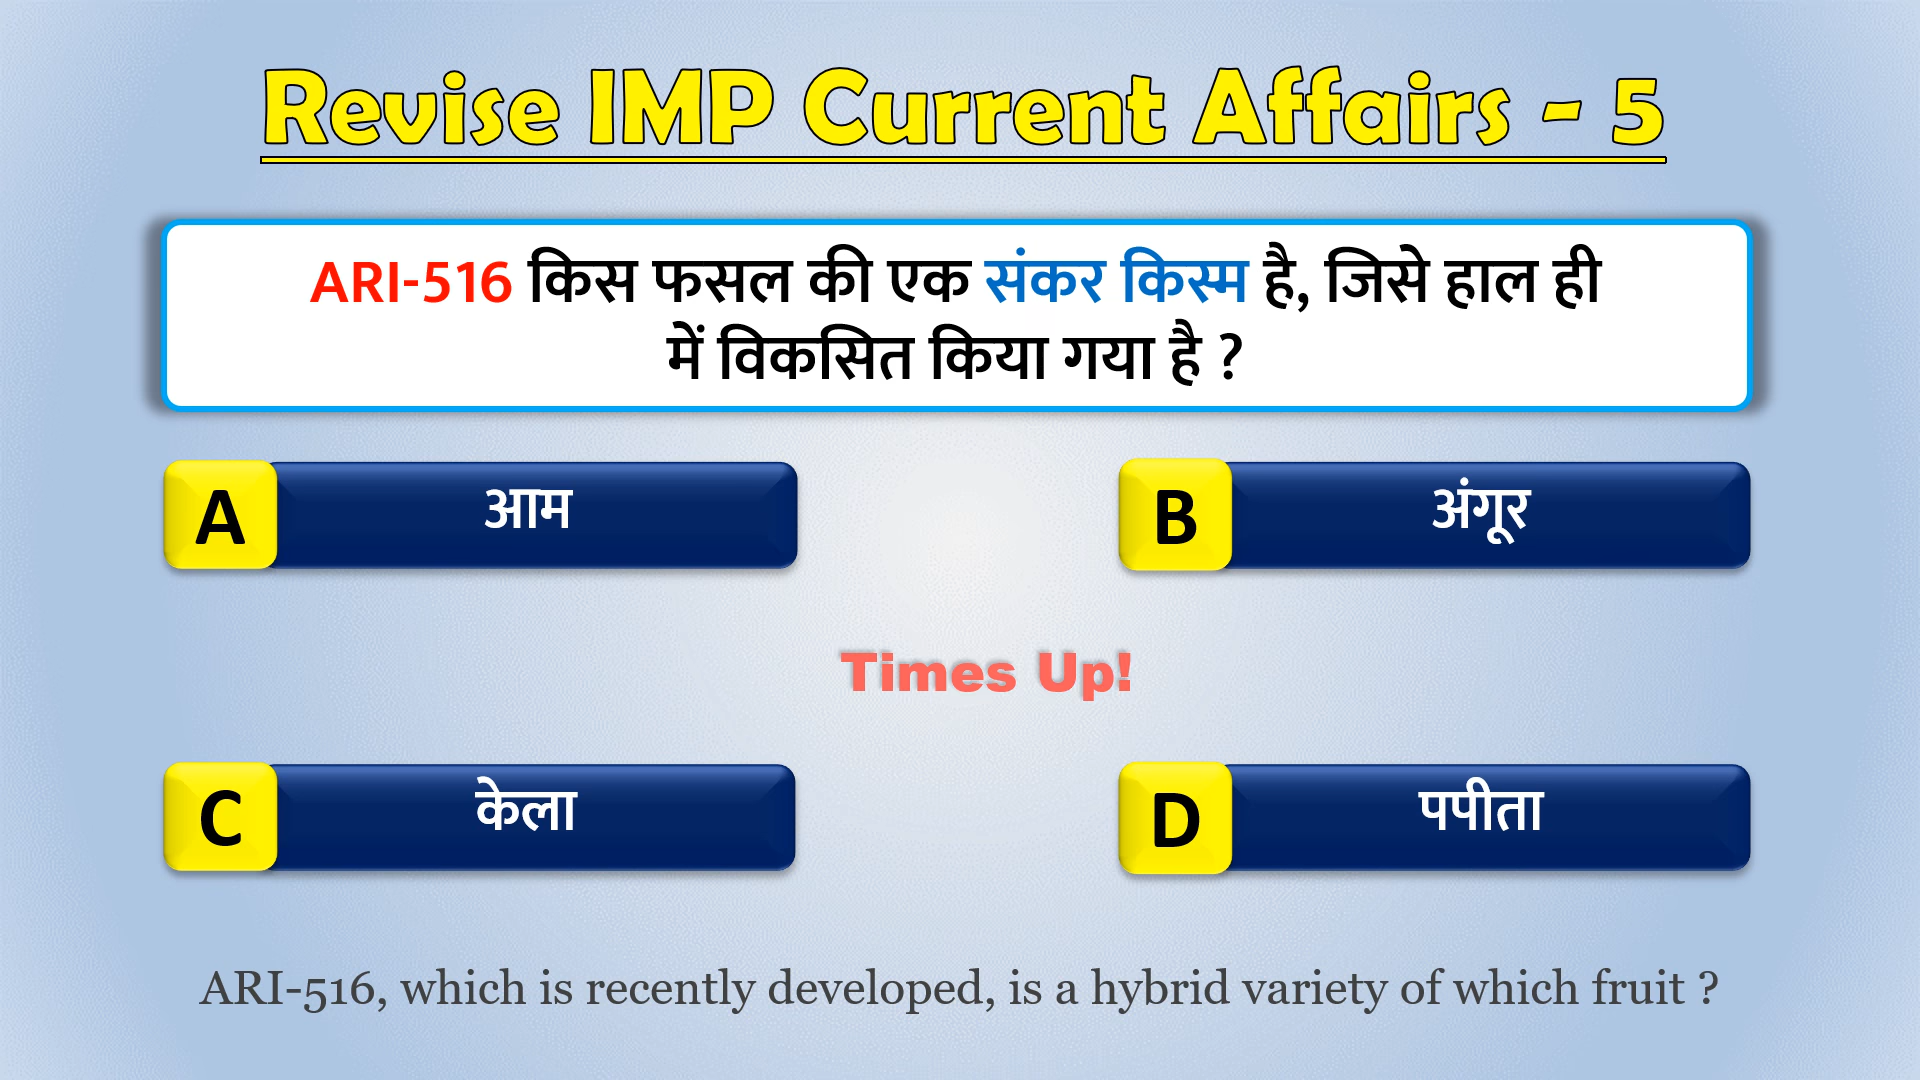 Revise IMP Current Affairs - 5
ARI-516 किस फसल की एक संकर किस्म है, जिसे हाल ही
में विकसित किया गया है ?
A आम
B अंगूर
Times Up!
C केला
D पपीता
ARI-516, which is recently developed, is a hybrid variety of which fruit ?